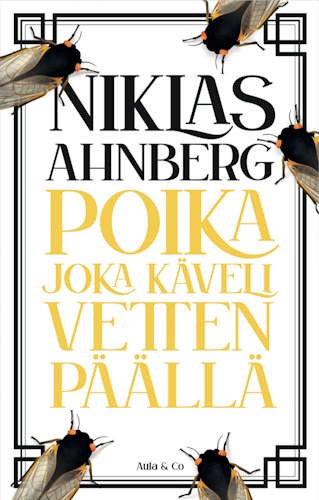 NIKLAS
AHNBERG
POIKA
JOKA KÄVELI
VETTEN
PÄÄLLÄ
Aula & Co